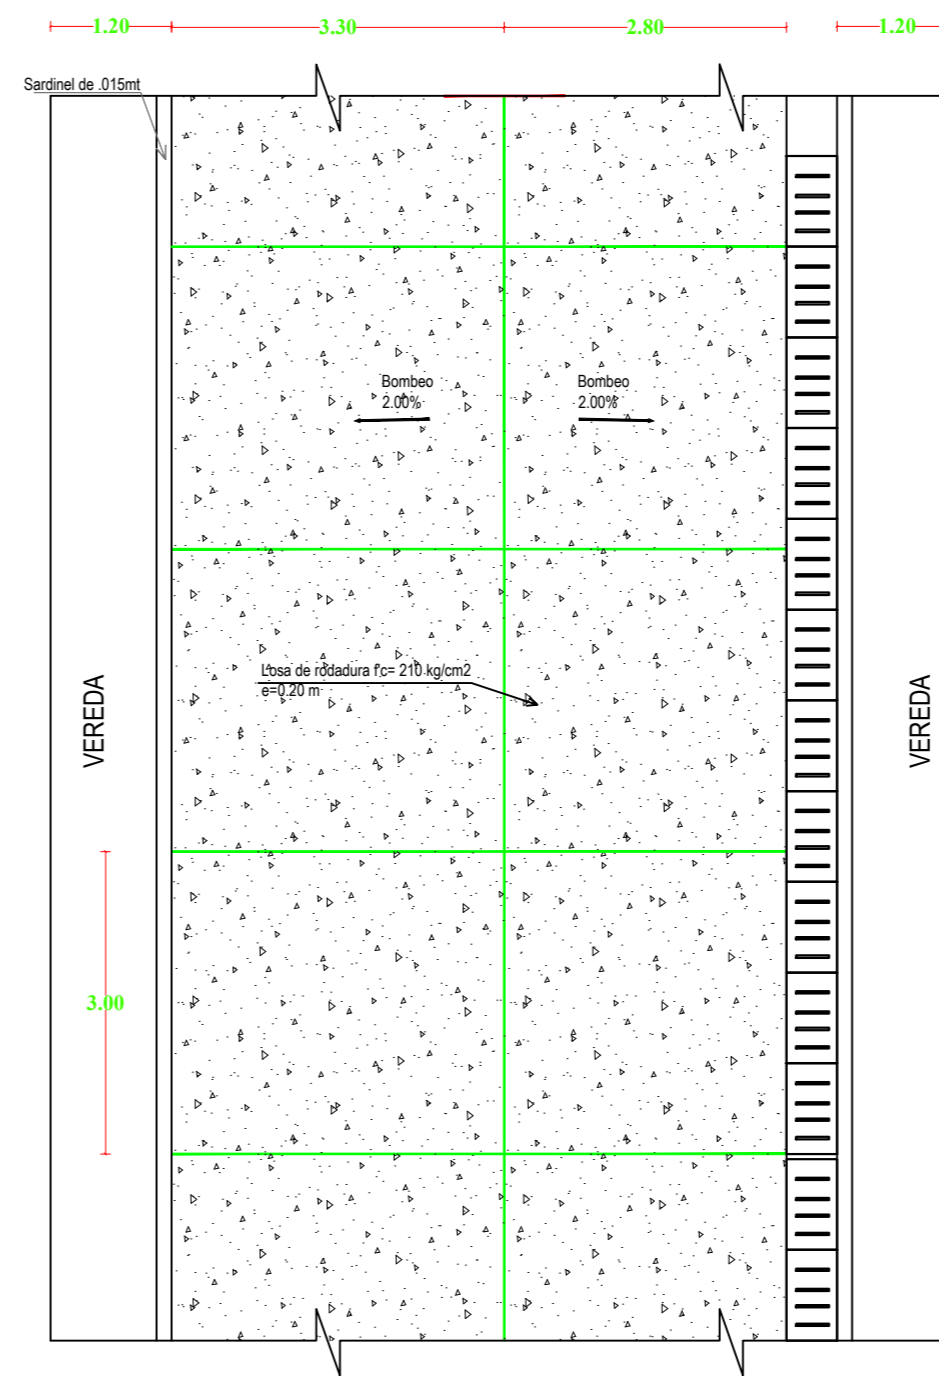 1.20
3.30
2.80
1.20
Sardinel de .015mt
Bombeo
2.00%
Bombeo
2.00%
Losa de rodadura f'c= 210 kg/cm2
e=0.20 m
VEREDA
VEREDA
3.00